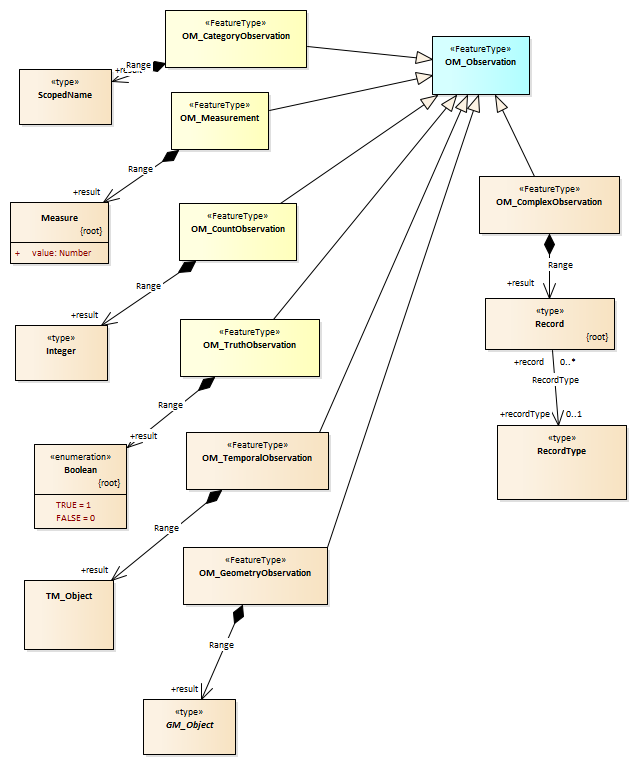 «FeatureType»
OM_CategoryObservation
«FeatureType»
OM_Observation
Range
+result
«type»
ScopedName
«FeatureType»
OM_Measurement
Range
+result
Measure
{root}
+ value: Number
«FeatureType»
OM_CountObservation
Range
+result
«type»
Integer
«FeatureType»
OM_ComplexObservation
Range
+result
«type»
Record
{root}
+record 0..*
RecordType
+recordType 0..1
«type»
RecordType
«FeatureType»
OM_TruthObservation
Range
+result
«enumeration»
Boolean
{root}
TRUE = 1
FALSE = 0
«FeatureType»
OM_TemporalObservation
Range
+result
TM_Object
«FeatureType»
OM_GeometryObservation
Range
+result
«type»
GM_Object